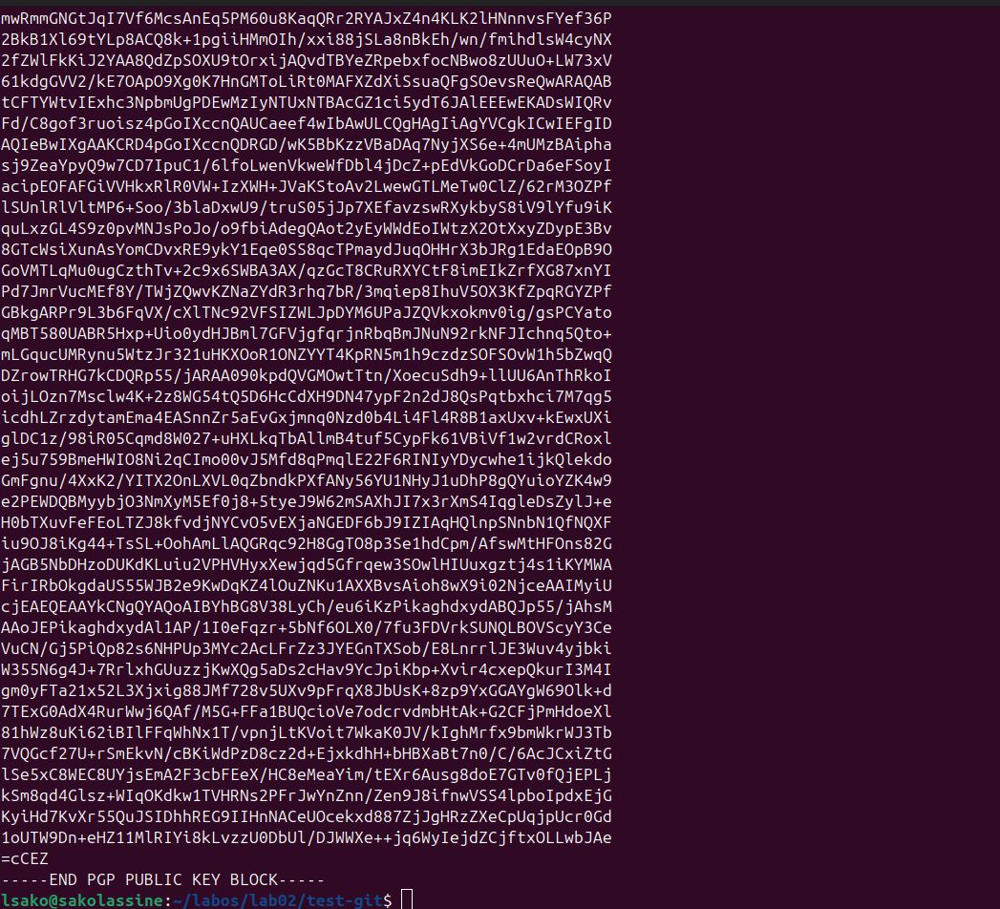 mwRmmGNGtJqI7Vf6McsAnEq5PM60u8KaqQRr2RYAJxZ4n4KLK2lHNnnvsFYef36P
2BkB1Xl69tYLp8ACQ8k+1pgiiHMmOIh/xxi88jSLa8nBkEh/wn/fmihdlsW4cyNX
2fZWlFkKiJ2YAA8QdZpSOXU9tOrxijAQvdTBYeZRpebxfocNBwo8zUUuO+LW73xV
61kdgGVV2/kE7OApO9Xg0K7HnGMToLiRt0MAFXZdXiSsuaQFgSOevsReQwARAQAB
tCFTYWtvIExhc3NpbmUgPDEwMzIyNTUxNTBAcGZ1ci5ydT6JAlEEEwEKADsWIQRv
Fd/C8gof3ruoisz4pGoIXccnQAUCaeef4wIbAwULCQgHAgIiAgYVCgkICwIEFgID
AQIeBwIXgAAKCRD4pGoIXccnQDRGD/wK5BbKzzVBaDAq7NyjXS6e+4mUMzBAipha
sj9ZeaYpyQ9w7CD7IpuC1/6lfoLwenVkweWfDbl4jDcZ+pEdVkGoDCrDa6eFSoyI
acipEOFAFGiVVHkxRlR0VW+IzXWH+JVaKStoAv2LwewGTLMeTw0ClZ/62rM3OZPf
lSUnlRlVltMP6+Soo/3blaDxwU9/truS05jJp7XEfavzswRXykbyS8iV9lYfu9iK
quLxzGL4S9z0pvMNJsPoJo/o9fbiAdegQAot2yEyWWdEoIWtzX2OtXxyZDypE3Bv
8GTcWsiXunAsYomCDvxRE9ykY1Eqe0SS8qcTPmaydJuqOHHrX3bJRg1EdaEOpB9O
GoVMTLqMu0ugCzthTv+2c9x6SWBA3AX/qzGcT8CRuRXYCtF8imEIkZrfXG87xnYI
Pd7JmrVucMEf8Y/TWjZQwvKZNaZYdR3rhq7bR/3mqiep8IhuV5OX3KfZpqRGYZPf
GBkgARPr9L3b6FqVX/cXlTNc92VFSIZWLJpDYM6UPaJZQVkxokmv0ig/gsPCYato
qMBT580UABR5Hxp+Uio0ydHJBml7GFVjgfqrjnRbqBmJNuN92rkNFJIchnq5Qto+
mLGqucUMRynu5WtzJr321uHKXOoR1ONZYYT4KpRN5m1h9czdzSOFSOvW1h5bZwqQ
DZrowTRHG7kCDQRp55/jARAA090kpdQVGMOwtTtn/XoecuSdh9+llUU6AnThRkoI
oijLOzn7Msclw4K+2z8WG54tQ5D6HcCdXH9DN47ypF2n2dJ8QsPqtbxhci7M7qg5
icdhLZrzdytamEma4EASnnZr5aEvGxjmnq0Nzd0b4Li4Fl4R8B1axUxv+kEwxUXi
glDC1z/98iR05Cqmd8W027+uHXLkqTbAllmB4tuf5CypFk61VBiVf1w2vrdCRoxl
ej5u759BmeHWIO8Ni2qCImo00vJ5Mfd8qPmqlE22F6RINIyYDycwhe1ijkQlekdo
GmFgnu/4XxK2/YITX2OnLXVL0qZbndkPXfANy56YU1NHyJ1uDhP8gQYuioYZK4w9
e2PEWDQBMyybjO3NmXyM5Ef0j8+5tyeJ9W62mSAXhJI7x3rXmS4IqgleDsZylJ+e
H0bTXuvFeFEoLTZJ8kfvdjNYCvO5vEXjaNGEDF6bJ9IZIAqHQlnpSNnbN1QfNQXF
iu9OJ8iKg44+TsSL+OohAmLlAQGRqc92H8GgTO8p3Se1hdCpm/AfswMtHFOns82G
jAGB5NbDHzoDUKdKLuiu2VPHVHyxXewjqd5Gfrqew3SOwlHIUuxgztj4s1iKYMWA
FirIRbOkgdaUS55WJB2e9KwDqKZ4lOuZNKu1AXXBvsAioh8wX9i02NjceAAIMyiU
cjEAEQEAAYkCNgQYAQoAIBYhBG8V38LyCh/eu6iKzPikaghdxydABQJp55/jAhsM
AAoJEPikaghdxydAl1AP/1I0eFqzr+5bNf6OLX0/7fu3FDVrkSUNQLBOVScyY3Ce
VuCN/Gj5PiQp82s6NHPUp3MYc2AcLFrZz3JYEGnTXSob/E8LnrrlJE3Wuv4yjbki
W355N6g4J+7RrlxhGUuzzjKwXQg5aDs2cHav9YcJpiKbp+Xvir4cxepQkurI3M4I
gm0yFTa21x52L3Xjxig88JMf728v5UXv9pFrqX8JbUsK+8zp9YxGGAYgW69Olk+d
7TExG0AdX4RurWwj6QAf/M5G+FFa1BUQcioVe7odcrvdmbHtAk+G2CFjPmHdoeXl
81hWz8uKi62iBIlFFqWhNx1T/vpnjLtKVoit7WkaK0JV/kIghMrfx9bmWkrWJ3Tb
7VQGcf27U+rSmEkvN/cBKiWdPzD8cz2d+EjxkdhH+bHBXaBt7n0/C/6AcJCxiZtG
lSe5xC8WEC8UYjsEmA2F3cbFEeX/HC8eMeaYim/tEXr6Ausg8doE7GTv0fQjEPLj
kSm8qd4Glsz+WIqOKdkw1TVHRNs2PFrJwYnZnn/Zen9J8ifnwVSS4lpboIpdxEjG
KyiHd7KvXr55QuJSIDhhREG9IIHnNACeUOcekxd887ZjJgHRzZXeCpUqjpUcr0Gd
1oUTW9Dn+eHZ11MlRIYi8kLvzzU0DbUl/DJWWXe++jq6WyIejdZCjftxOLLwbJAe
=cCEZ
-----END PGP PUBLIC KEY BLOCK-----
lsako@sakolassine:~/labos/lab02/test-git$